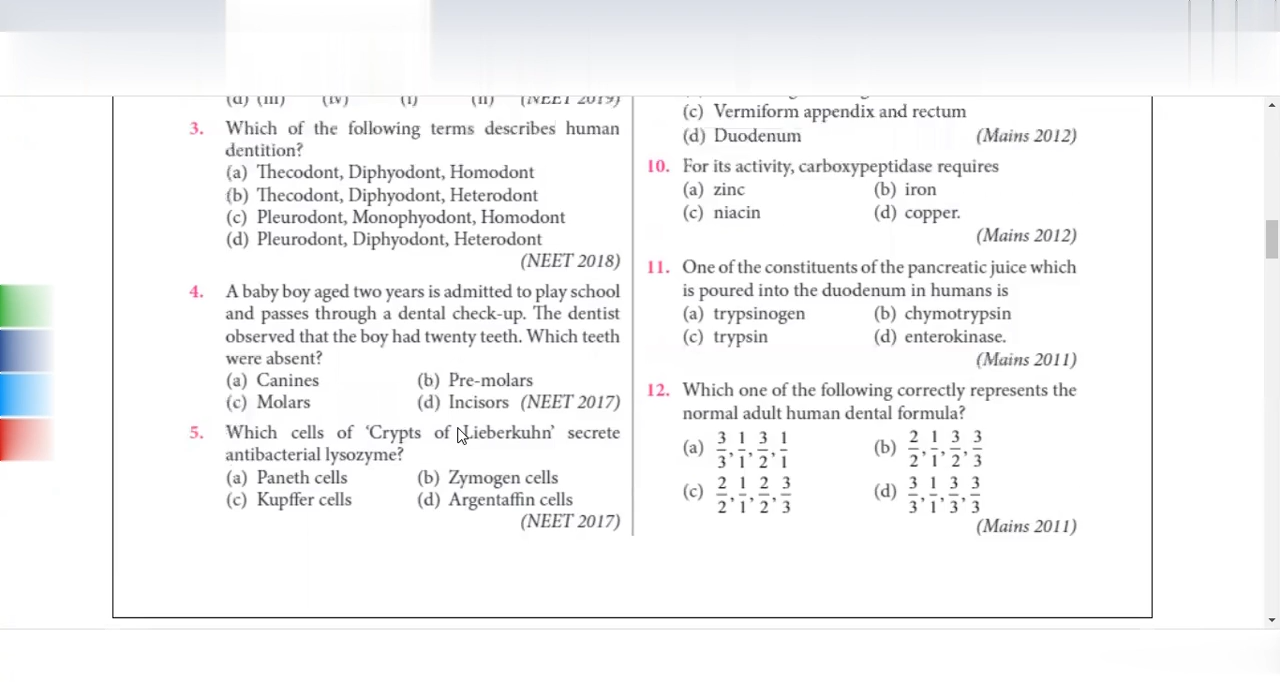 (d) (iii) (iv) (i) (ii) (NEET 2019)
3. Which of the following terms describes human
dentition?
(a) Thecodont, Diphyodont, Homodont
(b) Thecodont, Diphyodont, Heterodont
(c) Pleurodont, Monophyodont, Homodont
(d) Pleurodont, Diphyodont, Heterodont
(NEET 2018)
4. A baby boy aged two years is admitted to play school
and passes through a dental check-up. The dentist
observed that the boy had twenty teeth. Which teeth
were absent?
(a) Canines (b) Pre-molars
(c) Molars (d) Incisors (NEET 2017)
5. Which cells of ‘Crypts of Lieberkuhn’ secrete
antibacterial lysozyme?
(a) Paneth cells (b) Zymogen cells
(c) Kupffer cells (d) Argentaffin cells
(NEET 2017)
(c) Vermiform appendix and rectum
(d) Duodenum (Mains 2012)
10. For its activity, carboxypeptidase requires
(a) zinc (b) iron
(c) niacin (d) copper.
(Mains 2012)
11. One of the constituents of the pancreatic juice which
is poured into the duodenum in humans is
(a) trypsinogen (b) chymotrypsin
(c) trypsin (d) enterokinase.
(Mains 2011)
12. Which one of the following correctly represents the
normal adult human dental formula?
(a) 3/3, 1/1, 3/2, 1/1 (b) 2/2, 1/1, 3/2, 3/3
(c) 2/2, 1/1, 2/2, 3/3 (d) 3/3, 1/1, 3/3, 3/3
(Mains 2011)